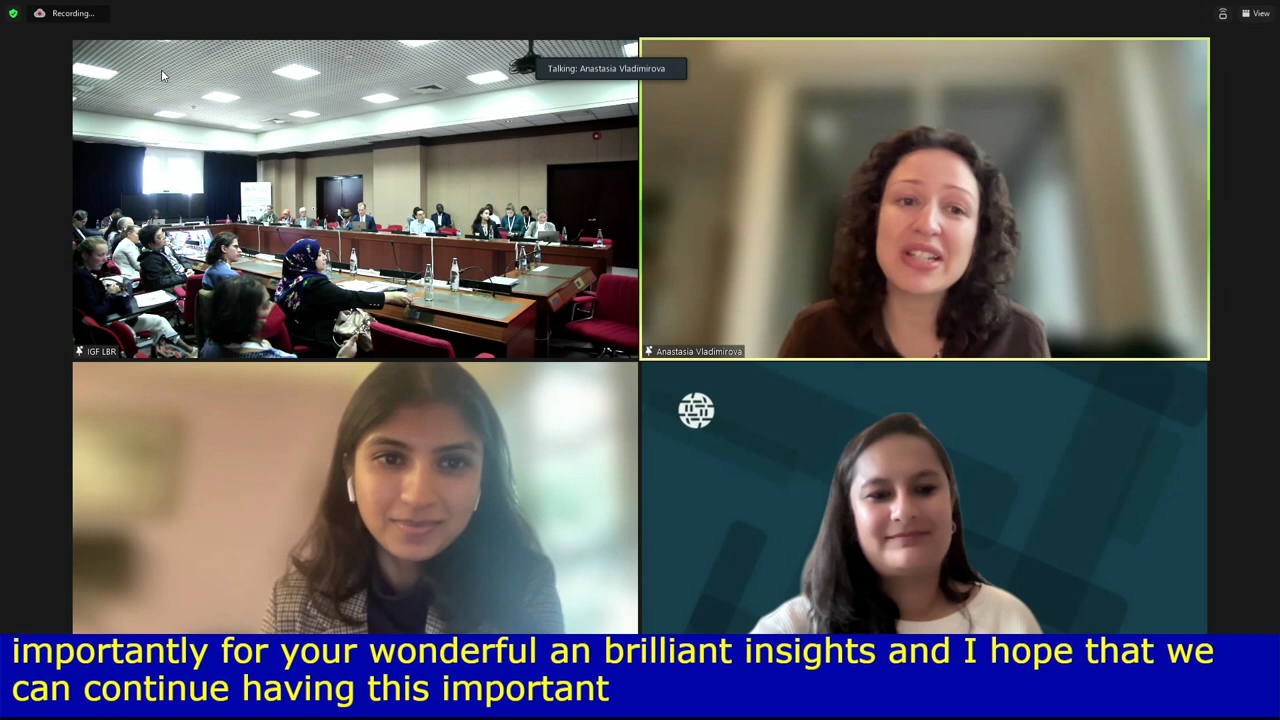 Recording...
View
Talking: Anastasia Vladimirova
IGF LBR
Anastasia Vladimirova
importantly for your wonderful an brilliant insights and I hope that we
can continue having this important